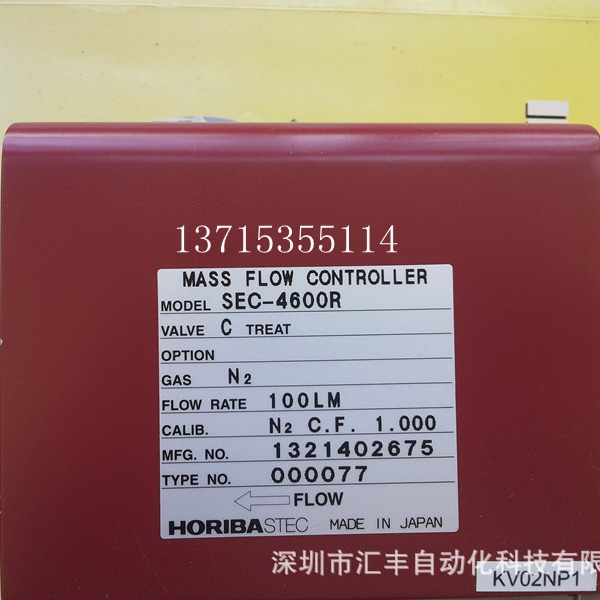 13715355114
MASS FLOW CONTROLLER
MODEL SEC-4600R
VALVE C TREAT
OPTION
GAS N2
FLOW RATE 100LM
CALIB. N2 C.F. 1.000
MFG. NO. 1321402675
TYPE NO. 000077
FLOW
HORIBASTEC MADE IN JAPAN
深圳市汇丰自动化科技有限
KV02NP1